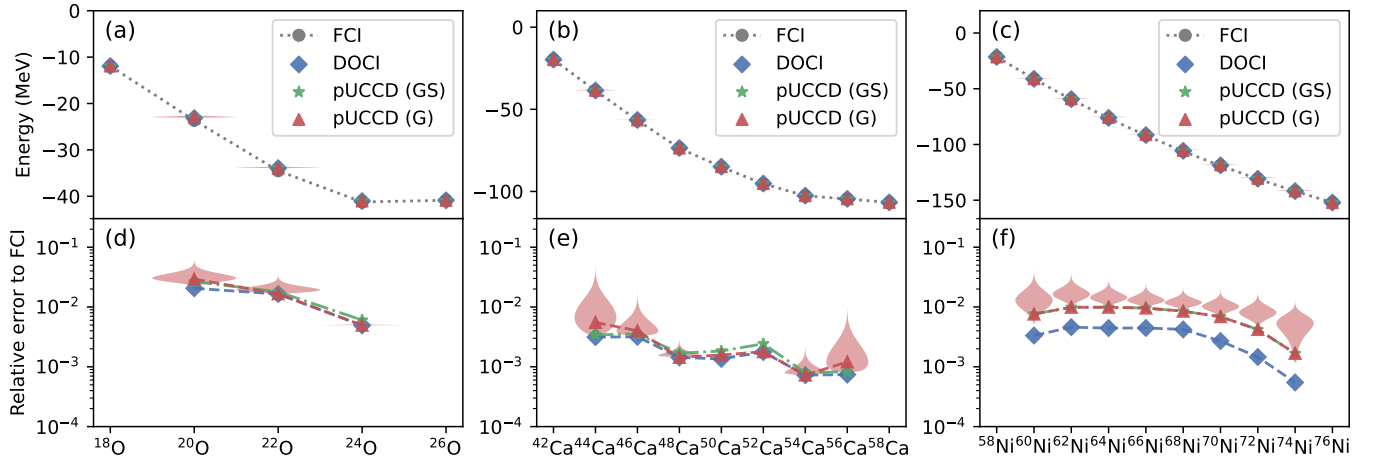 (a)
FCI
DOCI
pUCCD (GS)
pUCCD (G)
−10
−20
−30
−40
Energy (MeV)
(b)
FCI
DOCI
pUCCD (GS)
pUCCD (G)
0
−50
−100
(c)
FCI
DOCI
pUCCD (GS)
pUCCD (G)
0
−50
−100
−150
(d)
10⁻¹
10⁻²
10⁻³
10⁻⁴
Relative error to FCI
¹⁸O ²⁰O ²²O ²⁴O ²⁶O
(e)
10⁻¹
10⁻²
10⁻³
10⁻⁴
⁴²Ca ⁴⁴Ca ⁴⁶Ca ⁴⁸Ca ⁵⁰Ca ⁵²Ca ⁵⁴Ca ⁵⁶Ca ⁵⁸Ca
(f)
10⁻¹
10⁻²
10⁻³
10⁻⁴
⁵⁸Ni ⁶⁰Ni ⁶²Ni ⁶⁴Ni ⁶⁶Ni ⁶⁸Ni ⁷⁰Ni ⁷²Ni ⁷⁴Ni ⁷⁶Ni